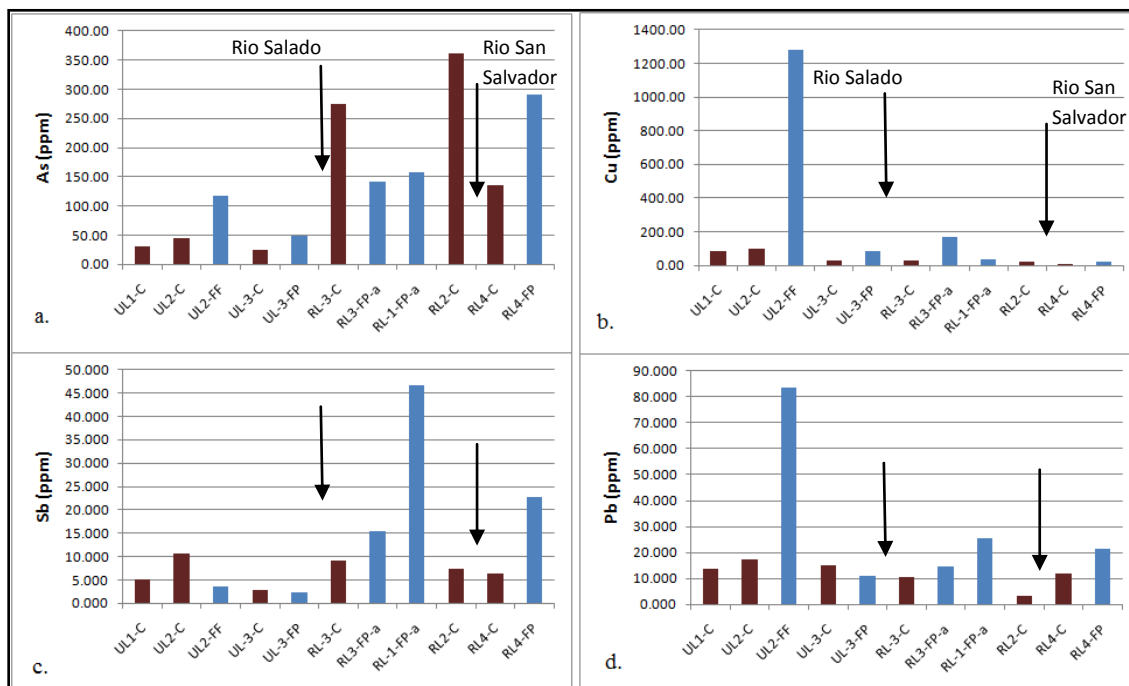 400.00
350.00
300.00
250.00
200.00
150.00
100.00
50.00
0.00
As (ppm)
Rio Salado
Rio San
Salvador
UL1-C
UL2-C
UL2-FF
UL-3-C
UL-3-FP
RL-3-C
RL3-FP-a
RL-1-FP-a
RL2-C
RL4-C
RL4-FP
a.
1400.00
1200.00
1000.00
800.00
600.00
400.00
200.00
0.00
Cu (ppm)
Rio Salado
Rio San
Salvador
UL1-C
UL2-C
UL2-FF
UL-3-C
UL-3-FP
RL-3-C
RL3-FP-a
RL-1-FP-a
RL2-C
RL4-C
RL4-FP
b.
50.000
45.000
40.000
35.000
30.000
25.000
20.000
15.000
10.000
5.000
0.000
Sb (ppm)
UL1-C
UL2-C
UL2-FF
UL-3-C
UL-3-FP
RL-3-C
RL3-FP-a
RL-1-FP-a
RL2-C
RL4-C
RL4-FP
c.
90.000
80.000
70.000
60.000
50.000
40.000
30.000
20.000
10.000
0.000
Pb (ppm)
UL1-C
UL2-C
UL2-FF
UL-3-C
UL-3-FP
RL-3-C
RL3-FP-a
RL-1-FP-a
RL2-C
RL4-C
RL4-FP
d.